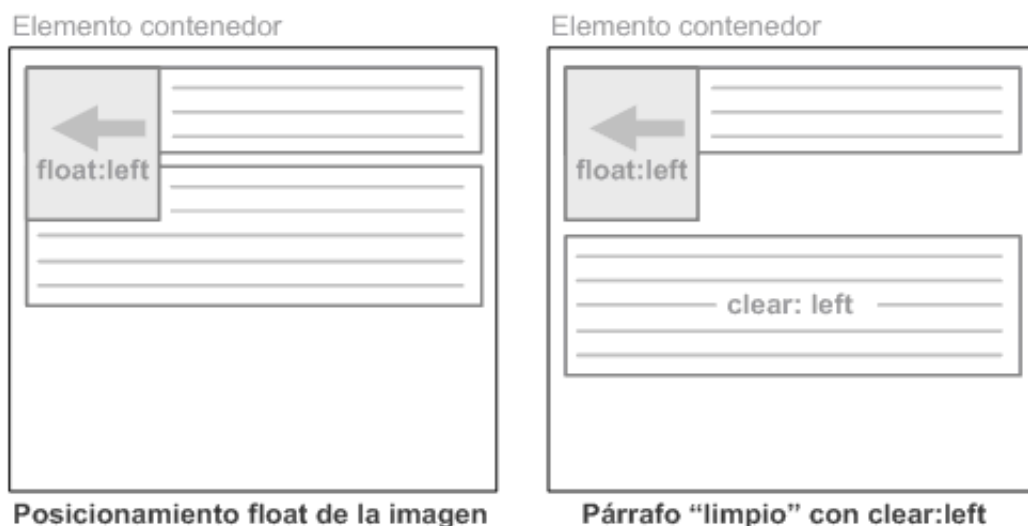 Elemento contenedor
float:left
Posicionamiento float de la imagen
Elemento contenedor
float:left
clear: left
Párrafo “limpio” con clear:left